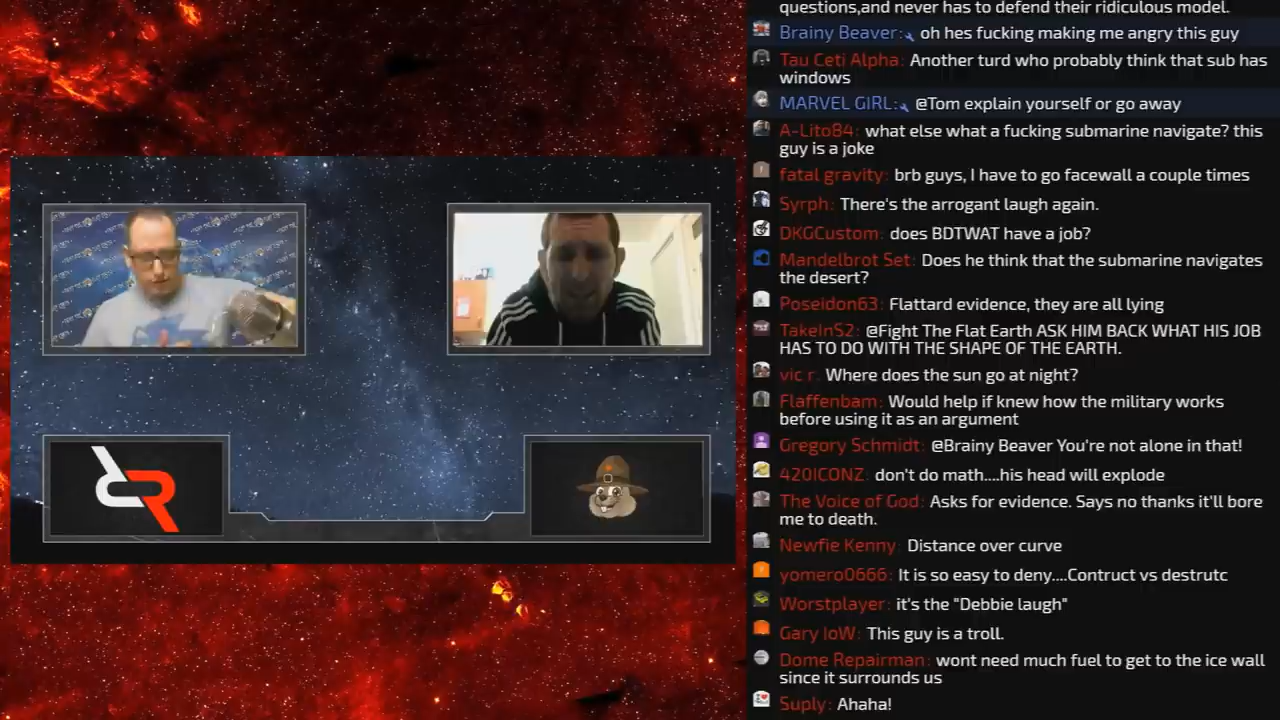 questions,and never has to defend their ridiculous model.
Brainy Beaver: oh hes fucking making me angry this guy
Tau Ceti Alpha: Another turd who probably think that sub has
windows
MARVEL GIRL: @Tom explain yourself or go away
A-Lito84: what else what a fucking submarine navigate? this
guy is a joke
fatal gravity: brb guys, I have to go facewall a couple times
Syrph: There's the arrogant laugh again.
DKGCustom: does BDTWAT have a job?
Mandelbrot Set: Does he think that the submarine navigates
the desert?
Poseidon63: Flattard evidence, they are all lying
TakeInS2: @Fight The Flat Earth ASK HIM BACK WHAT HIS JOB
HAS TO DO WITH THE SHAPE OF THE EARTH.
vic r: Where does the sun go at night?
Flaffenbam: Would help if knew how the military works
before using it as an argument
Gregory Schmidt: @Brainy Beaver You're not alone in that!
420ICONZ: don't do math....his head will explode
The Voice of God: Asks for evidence. Says no thanks it'll bore
me to death.
Newfie Kenny: Distance over curve
yomero0666: It is so easy to deny....Contruct vs destrutc
Worstplayer: it's the "Debbie laugh"
Gary IoW: This guy is a troll.
Dome Repairman: wont need much fuel to get to the ice wall
since it surrounds us
Suply: Ahaha!